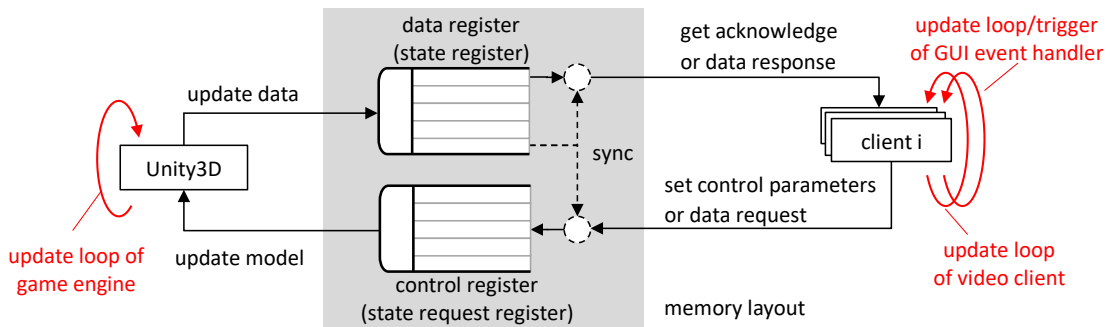 data register
(state register)
get acknowledge
or data response
update loop/trigger
of GUI event handler
update data
Unity3D
sync
client i
set control parameters
or data request
update loop of
game engine
update model
update loop
of video client
control register
(state request register)
memory layout